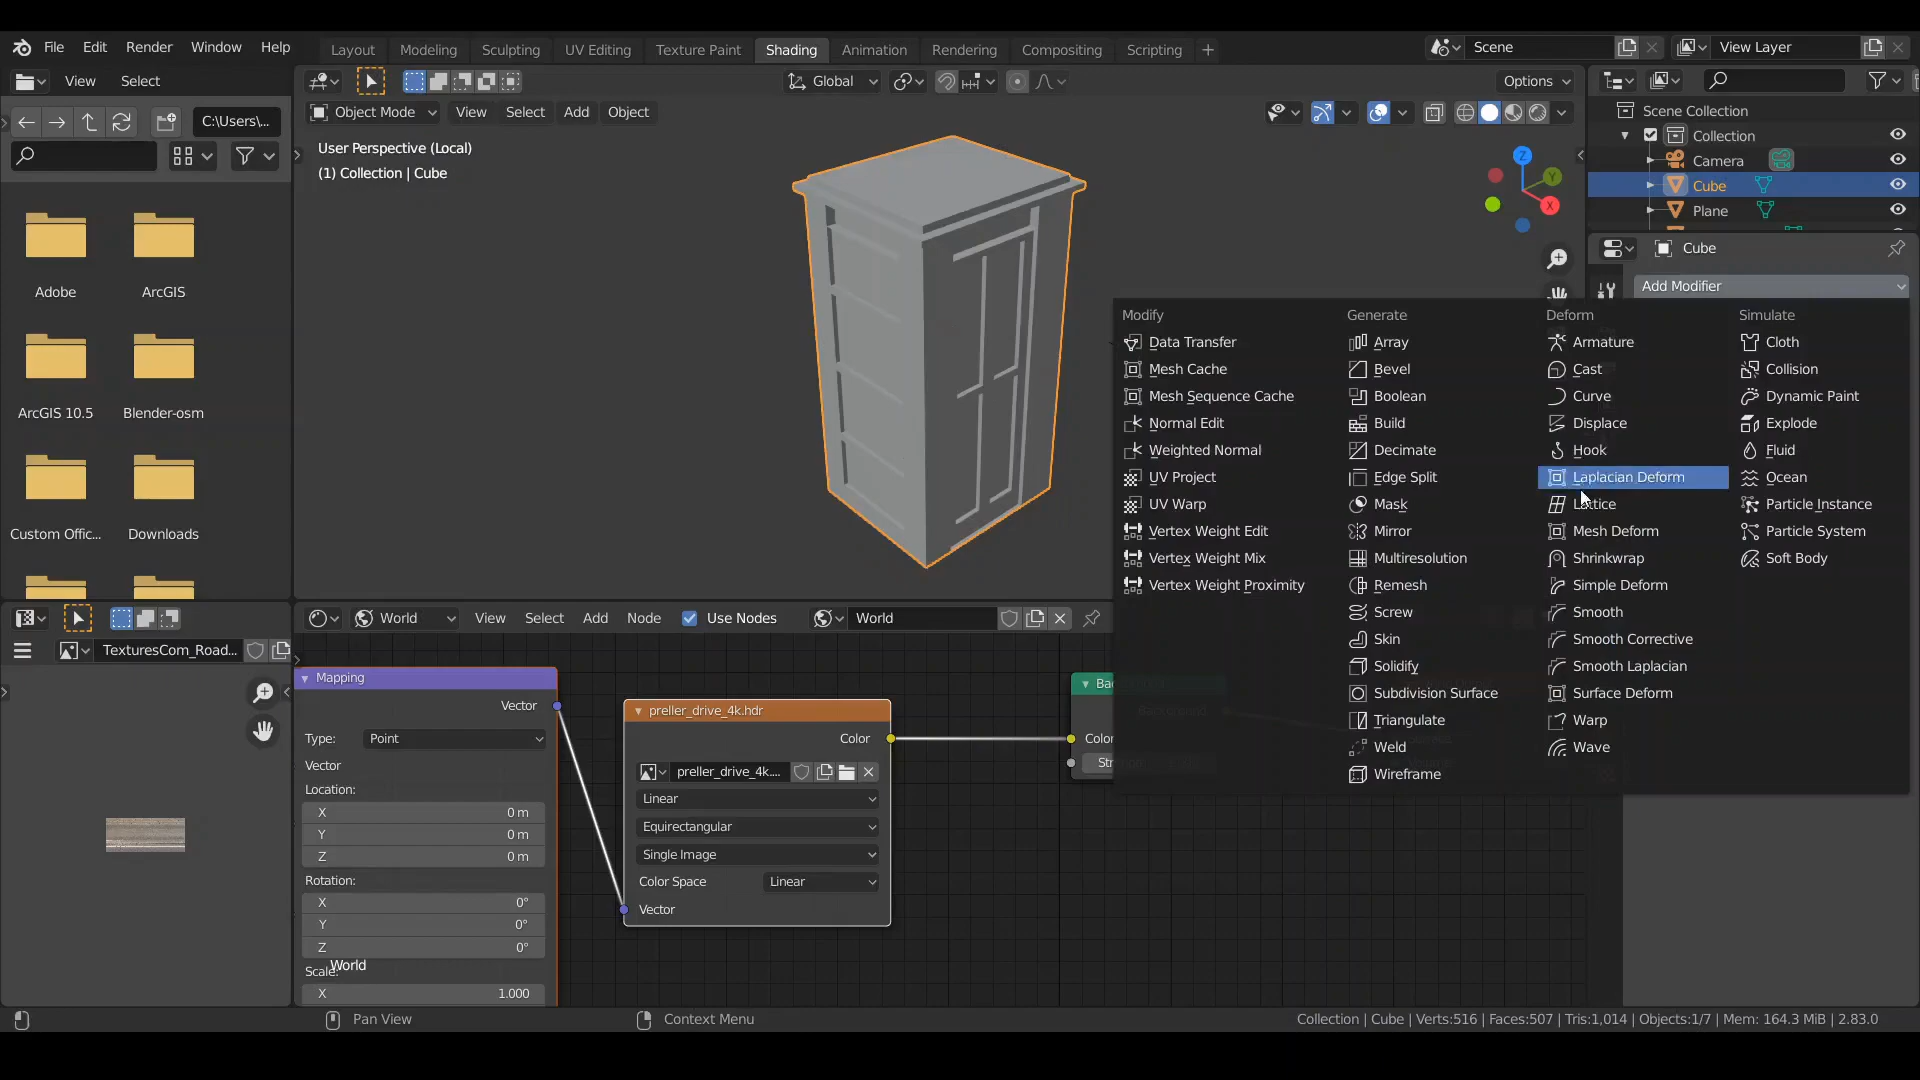 File Edit Render Window Help
Layout Modeling Sculpting UV Editing Texture Paint Shading Animation Rendering Compositing Scripting
Scene
View Layer
View Select
Global
Options
C:\Users\...
Object Mode View Select Add Object
User Perspective (Local)
(1) Collection | Cube
Z
Y
X
Scene Collection
Collection
Camera
Cube
Plane
Cube
Add Modifier
Adobe
ArcGIS
ArcGIS 10.5
Blender-osm
Custom Offic...
Downloads
Modify
Data Transfer
Mesh Cache
Mesh Sequence Cache
Normal Edit
Weighted Normal
UV Project
UV Warp
Vertex Weight Edit
Vertex Weight Mix
Vertex Weight Proximity
Generate
Array
Bevel
Boolean
Build
Decimate
Edge Split
Mask
Mirror
Multiresolution
Remesh
Screw
Skin
Solidify
Subdivision Surface
Triangulate
Weld
Wireframe
Deform
Armature
Cast
Curve
Displace
Hook
Laplacian Deform
Lattice
Mesh Deform
Shrinkwrap
Simple Deform
Smooth
Smooth Corrective
Smooth Laplacian
Surface Deform
Warp
Wave
Simulate
Cloth
Collision
Dynamic Paint
Explode
Fluid
Ocean
Particle Instance
Particle System
Soft Body
World View Select Add Node Use Nodes World
TexturesCom_Road...
Mapping
Vector
Type: Point
Vector
Location:
X 0 m
Y 0 m
Z 0 m
Rotation:
X 0°
Y 0°
Z 0°
World
Scale:
X 1.000
preller_drive_4k.hdr
Color
preller_drive_4k....
Linear
Equirectangular
Single Image
Color Space Linear
Vector
Pan View
Context Menu
Collection | Cube | Verts:516 | Faces:507 | Tris:1,014 | Objects:1/7 | Mem: 164.3 MiB | 2.83.0